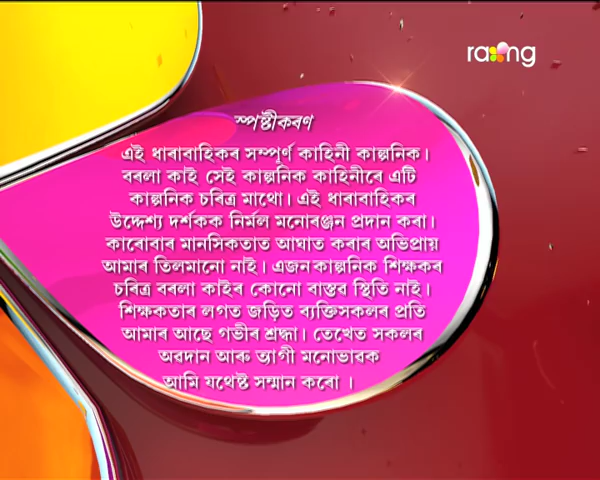 rang
স্পষ্টীকৰণ
এই ধাৰাবাহিকৰ সম্পূৰ্ণ কাহিনী কাল্পনিক।
বৰলা কাই সেই কাল্পনিক কাহিনীৰে এটি
কাল্পনিক চৰিত্ৰ মাথো। এই ধাৰাবাহিকৰ
উদ্দেশ্য দৰ্শকক নিৰ্মল মনোৰঞ্জন প্ৰদান কৰা।
কাৰোবাৰ মানসিকতাত আঘাত কৰাৰ অভিপ্ৰায়
আমাৰ তিলমানো নাই। এজন কাল্পনিক শিক্ষকৰ
চৰিত্ৰ বৰলা কাইৰ কোনো বাস্তৱ স্থিতি নাই।
শিক্ষকতাৰ লগত জড়িত ব্যক্তিসকলৰ প্ৰতি
আমাৰ আছে গভীৰ শ্ৰদ্ধা। তেখেত সকলৰ
অৱদান আৰু ত্যাগী মনোভাৱক
আমি যথেষ্ট সন্মান কৰো ।